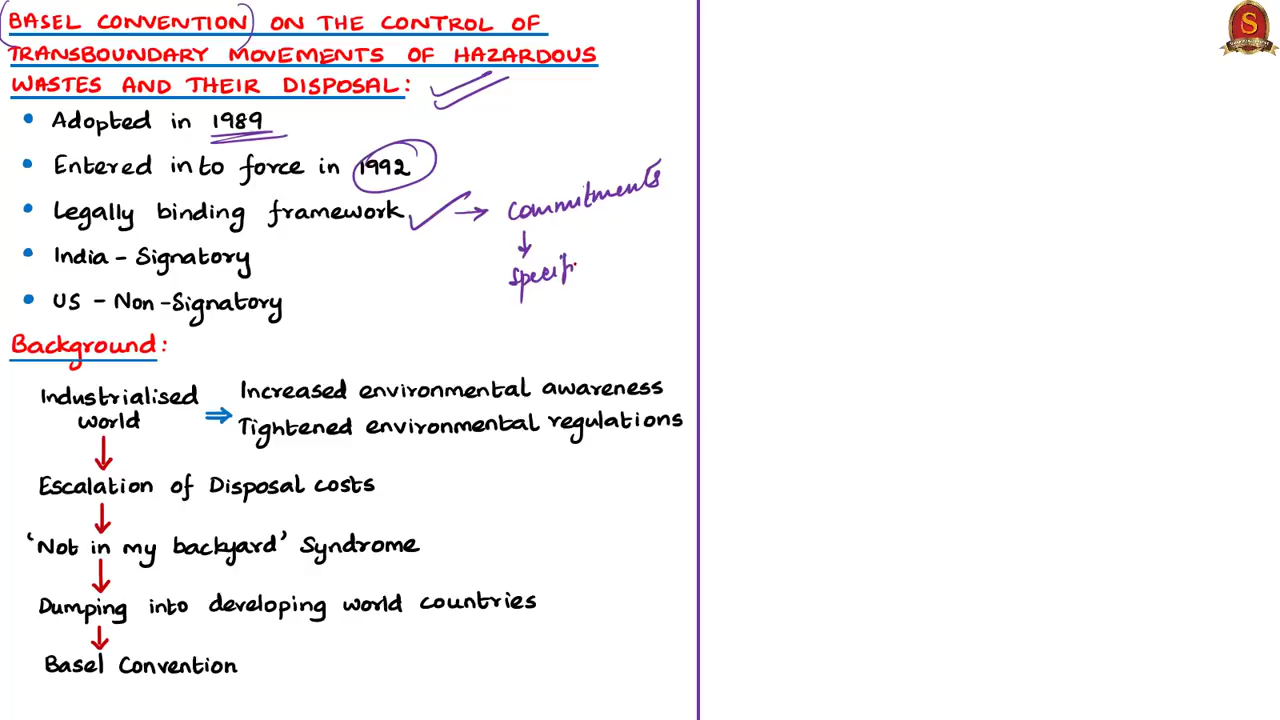 BASEL CONVENTION ON THE CONTROL OF
TRANSBOUNDARY MOVEMENTS OF HAZARDOUS
WASTES AND THEIR DISPOSAL:
• Adopted in 1989
• Entered into force in 1992
• Legally binding framework → commitments
specif
• India - Signatory
• US - Non-Signatory
Background:
Industrialised world ⇒ Increased environmental awareness
Tightened environmental regulations
Escalation of Disposal costs
'Not in my backyard' Syndrome
Dumping into developing world countries
Basel Convention
S